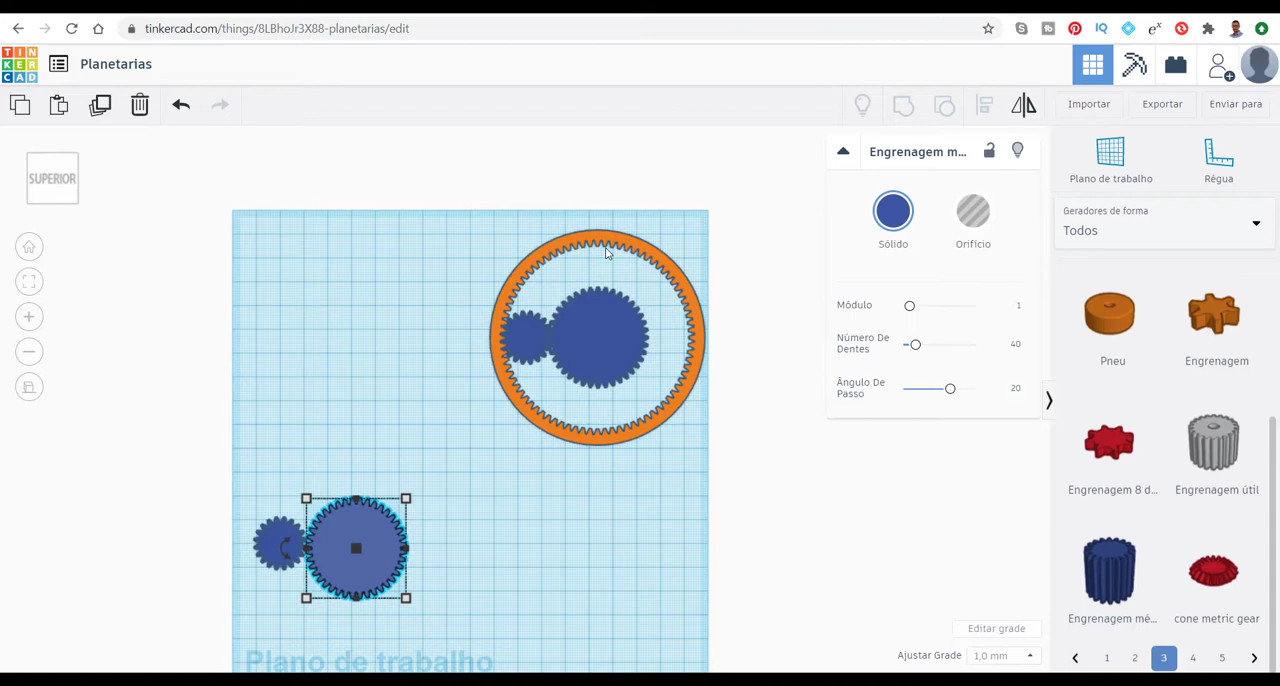 tinkercad.com/things/8LBhoJr3X88-planetarias/edit
TIN
KER
CAD
Planetarias
Importar
Exportar
Enviar para
SUPERIOR
Engrenagem m...
Sólido
Orifício
Módulo
1
Número De
Dentes
40
Ângulo De
Passo
20
Plano de trabalho
Régua
Geradores de forma
Todos
Pneu
Engrenagem
Engrenagem 8 d...
Engrenagem útil
Engrenagem mé...
cone metric gear
Plano de trabalho
Editar grade
Ajustar Grade
1,0 mm
1
2
3
4
5